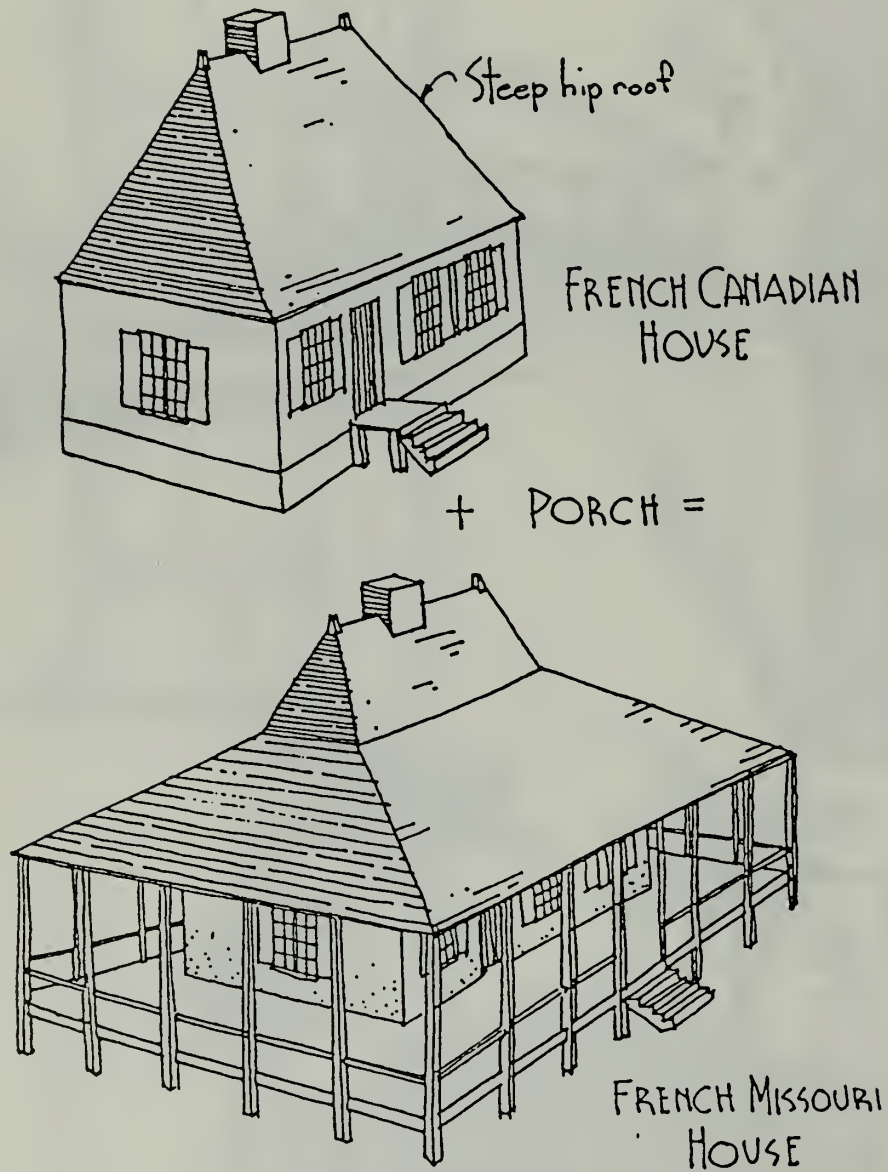 Steep hip roof
FRENCH CANADIAN
HOUSE
+ PORCH =
FRENCH MISSOURI
HOUSE